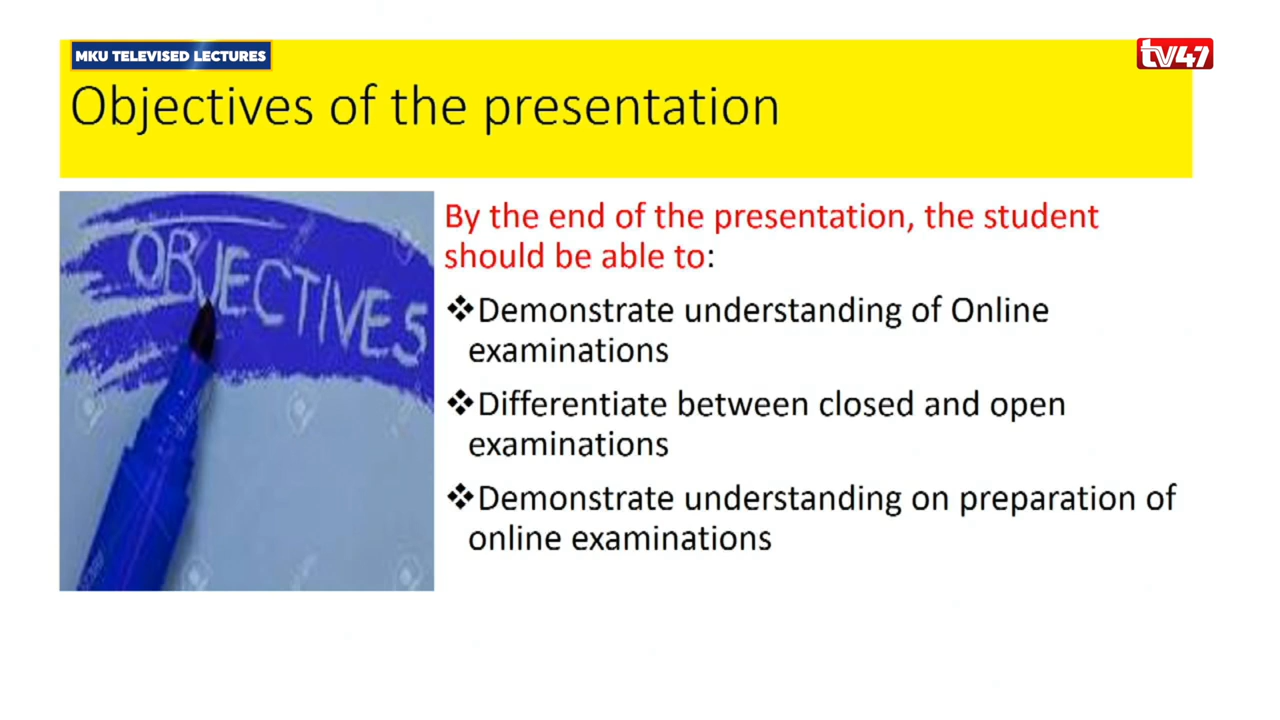 MKU TELEVISED LECTURES
tv47
Objectives of the presentation
OBJECTIVES
By the end of the presentation, the student
should be able to:
❖Demonstrate understanding of Online
examinations
❖Differentiate between closed and open
examinations
❖Demonstrate understanding on preparation of
online examinations